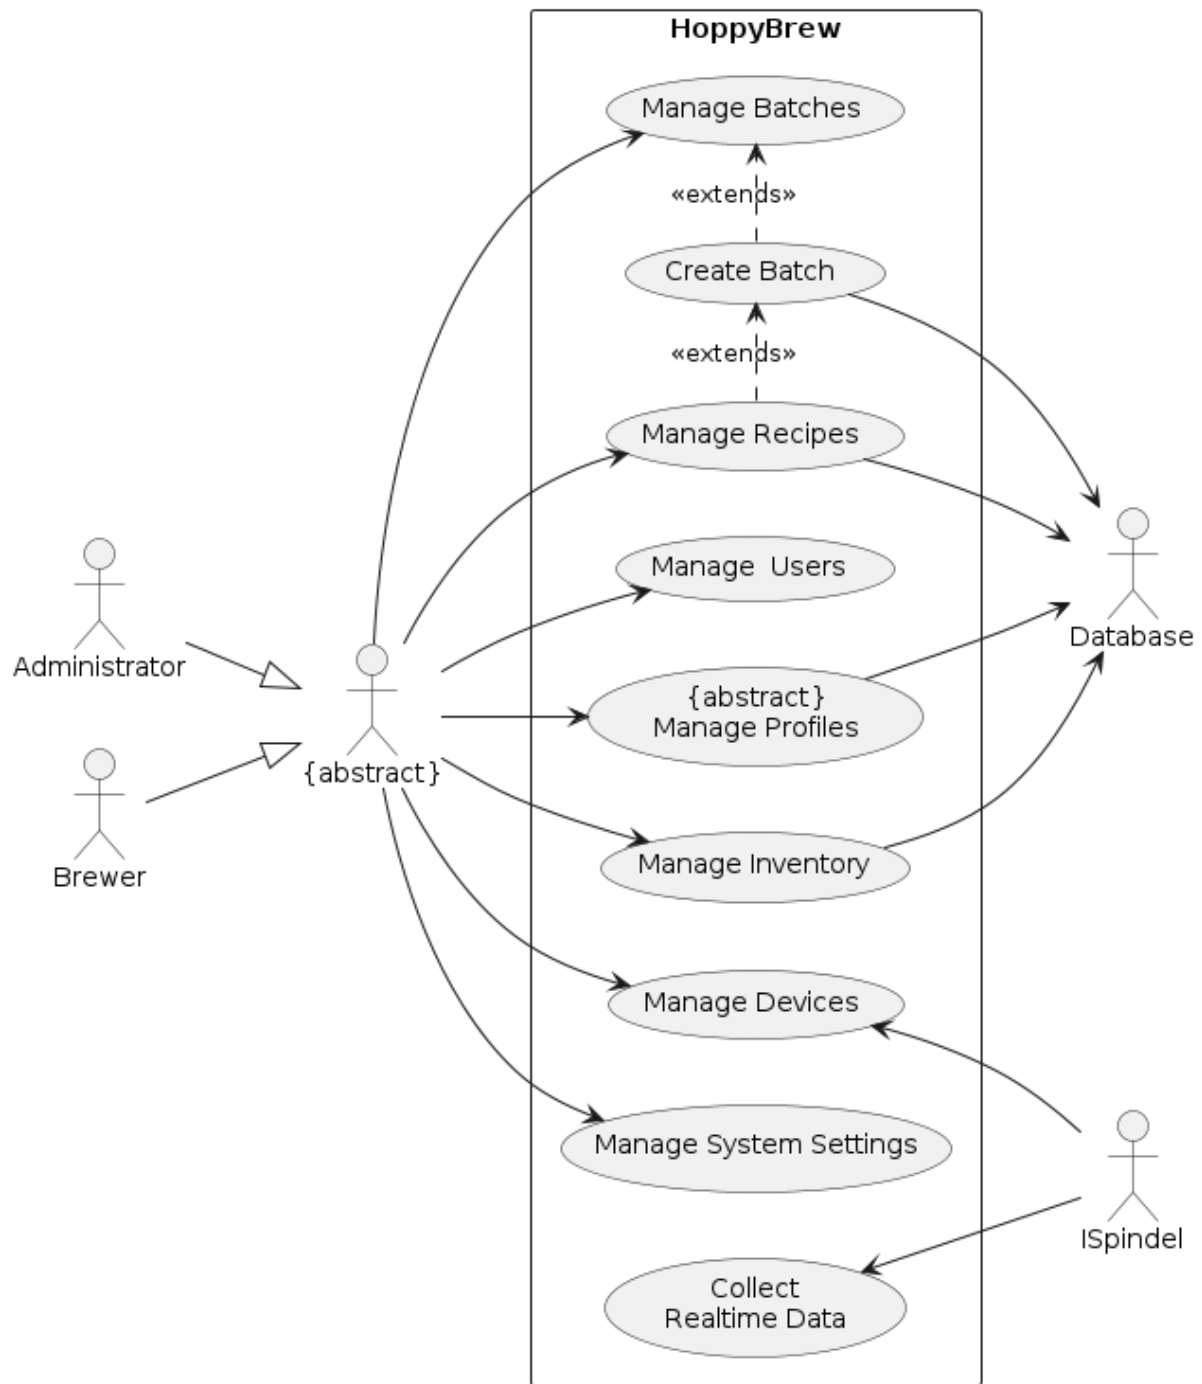 HoppyBrew
Manage Batches
«extends»
Create Batch
«extends»
Manage Recipes
Manage  Users
Administrator
Database
{abstract}
Manage Profiles
{abstract}
Brewer
Manage Inventory
Manage Devices
Manage System Settings
ISpindel
Collect
Realtime Data